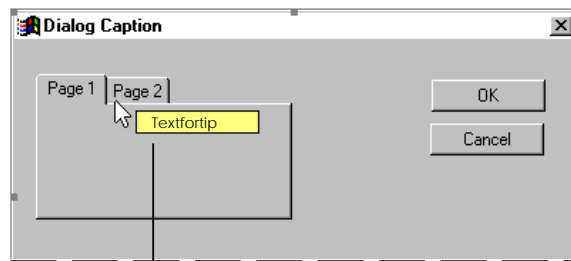 Dialog Caption
Page 1 Page 2
OK
Textfortip
Cancel